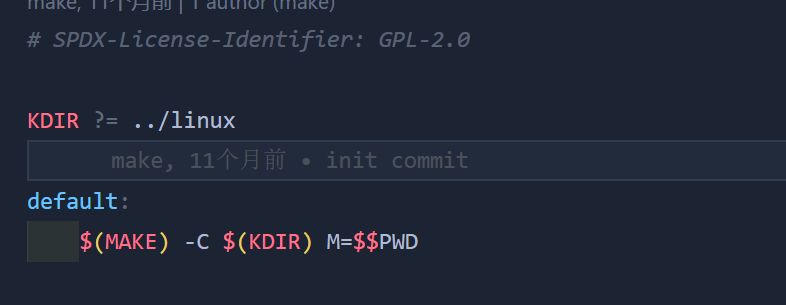 make, 11个月前 | 1 author (make)
# SPDX-License-Identifier: GPL-2.0
KDIR ?= ../linux
make, 11个月前 • init commit
default:
$(MAKE) -C $(KDIR) M=$$PWD